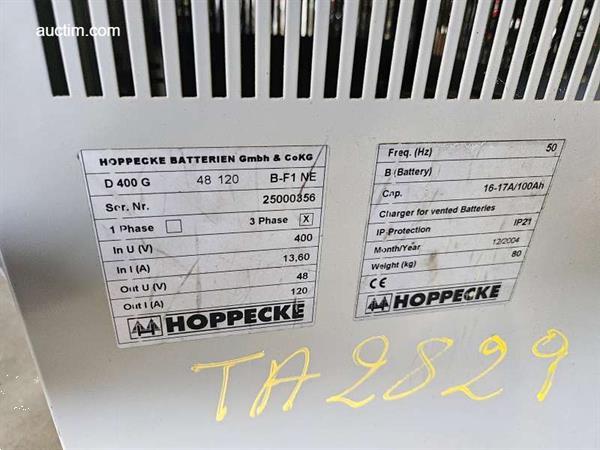 auctim.com
HOPPECKE BATTERIEN Gmbh & CoKG
D 400 G 48 120 B-F1 NE
Ser. Nr. 25000356
1 Phase 3 Phase X
In U (V) 400
In I (A) 13,60
Out U (V) 48
Out I (A) 120
HOPPECKE
Freq. (Hz) 50
B (Battery)
Cap. 16-17A/100Ah
Charger for vented Batteries
IP Protection IP21
Month/Year 12/2004
Weight (kg) 80
CE
HOPPECKE
TA2829